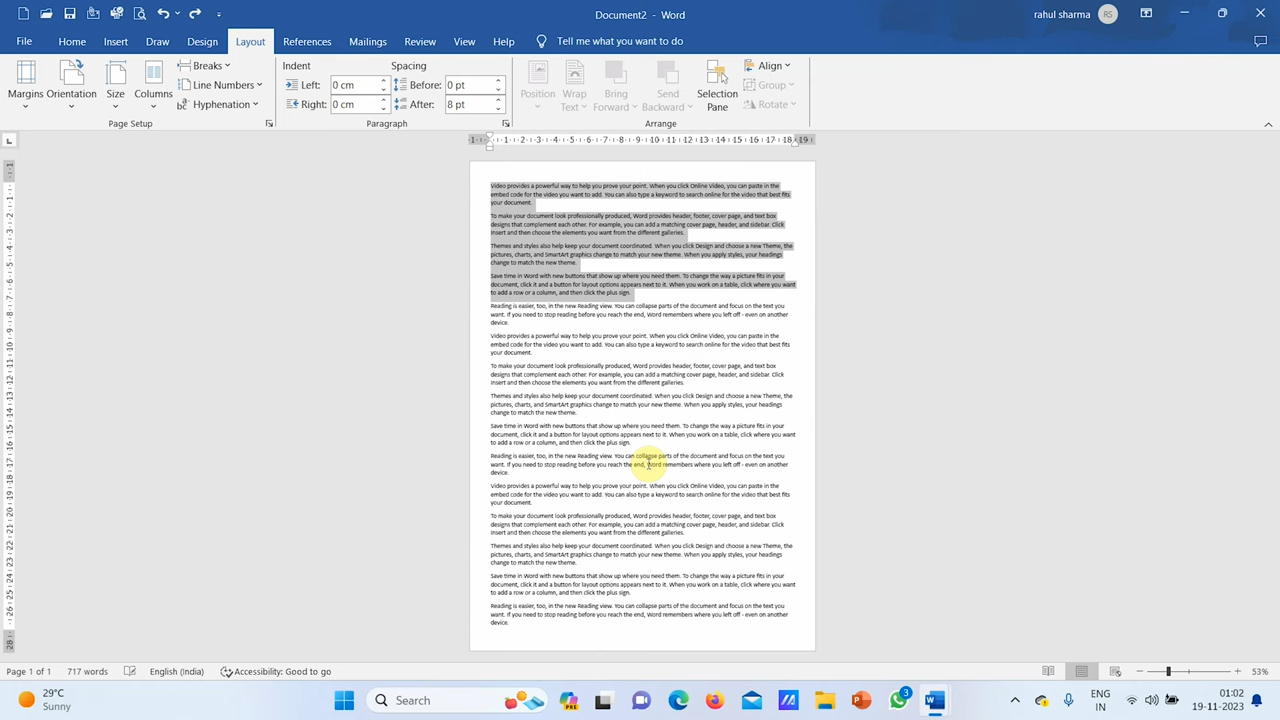 Document2 - Word
rahul sharma RS
File Home Insert Draw Design Layout References Mailings Review View Help Tell me what you want to do
Margins
Orientation
Size
Columns
Breaks
Line Numbers
Hyphenation
Page Setup
Indent
Left: 0 cm
Right: 0 cm
Spacing
Before: 0 pt
After: 8 pt
Paragraph
Position
Wrap
Text
Bring
Forward
Send
Backward
Selection
Pane
Align
Group
Rotate
Arrange
Video provides a powerful way to help you prove your point. When you click Online Video, you can paste in the
embed code for the video you want to add. You can also type a keyword to search online for the video that best fits
your document.
To make your document look professionally produced, Word provides header, footer, cover page, and text box
designs that complement each other. For example, you can add a matching cover page, header, and sidebar. Click
Insert and then choose the elements you want from the different galleries.
Themes and styles also help keep your document coordinated. When you click Design and choose a new Theme, the
pictures, charts, and SmartArt graphics change to match your new theme. When you apply styles, your headings
change to match the new theme.
Save time in Word with new buttons that show up where you need them. To change the way a picture fits in your
document, click it and a button for layout options appears next to it. When you work on a table, click where you want
to add a row or a column, and then click the plus sign.
Reading is easier, too, in the new Reading view. You can collapse parts of the document and focus on the text you
want. If you need to stop reading before you reach the end, Word remembers where you left off - even on another
device.
Video provides a powerful way to help you prove your point. When you click Online Video, you can paste in the
embed code for the video you want to add. You can also type a keyword to search online for the video that best fits
your document.
To make your document look professionally produced, Word provides header, footer, cover page, and text box
designs that complement each other. For example, you can add a matching cover page, header, and sidebar. Click
Insert and then choose the elements you want from the different galleries.
Themes and styles also help keep your document coordinated. When you click Design and choose a new Theme, the
pictures, charts, and SmartArt graphics change to match your new theme. When you apply styles, your headings
change to match the new theme.
Save time in Word with new buttons that show up where you need them. To change the way a picture fits in your
document, click it and a button for layout options appears next to it. When you work on a table, click where you want
to add a row or a column, and then click the plus sign.
Reading is easier, too, in the new Reading view. You can collapse parts of the document and focus on the text you
want. If you need to stop reading before you reach the end, Word remembers where you left off - even on another
device.
Video provides a powerful way to help you prove your point. When you click Online Video, you can paste in the
embed code for the video you want to add. You can also type a keyword to search online for the video that best fits
your document.
To make your document look professionally produced, Word provides header, footer, cover page, and text box
designs that complement each other. For example, you can add a matching cover page, header, and sidebar. Click
Insert and then choose the elements you want from the different galleries.
Themes and styles also help keep your document coordinated. When you click Design and choose a new Theme, the
pictures, charts, and SmartArt graphics change to match your new theme. When you apply styles, your headings
change to match the new theme.
Save time in Word with new buttons that show up where you need them. To change the way a picture fits in your
document, click it and a button for layout options appears next to it. When you work on a table, click where you want
to add a row or a column, and then click the plus sign.
Reading is easier, too, in the new Reading view. You can collapse parts of the document and focus on the text you
want. If you need to stop reading before you reach the end, Word remembers where you left off - even on another
device.
Page 1 of 1 717 words English (India) Accessibility: Good to go 53%
29°C
Sunny
Search
PRE
3
ENG
IN
01:02
19-11-2023